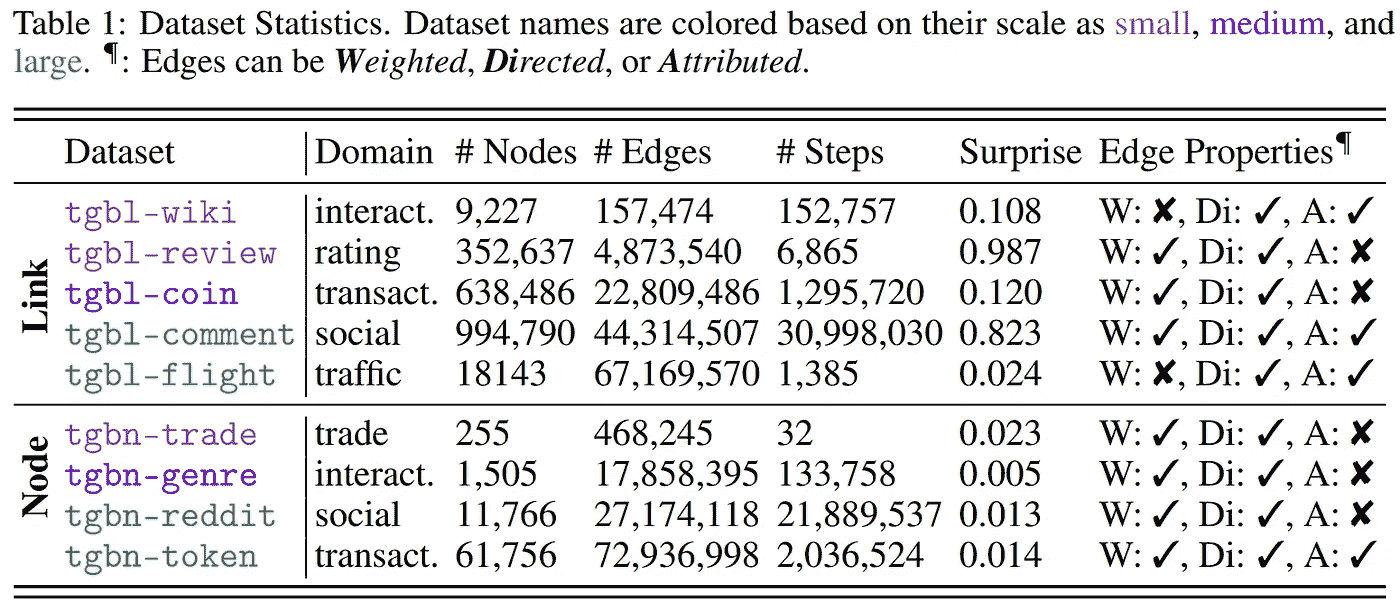 Table 1: Dataset Statistics. Dataset names are colored based on their scale as small, medium, and
large. ¶: Edges can be Weighted, Directed, or Attributed.
Dataset Domain # Nodes # Edges # Steps Surprise Edge Properties¶
Link
tgbl-wiki interact. 9,227 157,474 152,757 0.108 W: ✘, Di: ✓, A: ✓
tgbl-review rating 352,637 4,873,540 6,865 0.987 W: ✓, Di: ✓, A: ✘
tgbl-coin transact. 638,486 22,809,486 1,295,720 0.120 W: ✓, Di: ✓, A: ✘
tgbl-comment social 994,790 44,314,507 30,998,030 0.823 W: ✓, Di: ✓, A: ✓
tgbl-flight traffic 18143 67,169,570 1,385 0.024 W: ✘, Di: ✓, A: ✓
Node
tgbn-trade trade 255 468,245 32 0.023 W: ✓, Di: ✓, A: ✘
tgbn-genre interact. 1,505 17,858,395 133,758 0.005 W: ✓, Di: ✓, A: ✘
tgbn-reddit social 11,766 27,174,118 21,889,537 0.013 W: ✓, Di: ✓, A: ✘
tgbn-token transact. 61,756 72,936,998 2,036,524 0.014 W: ✓, Di: ✓, A: ✓